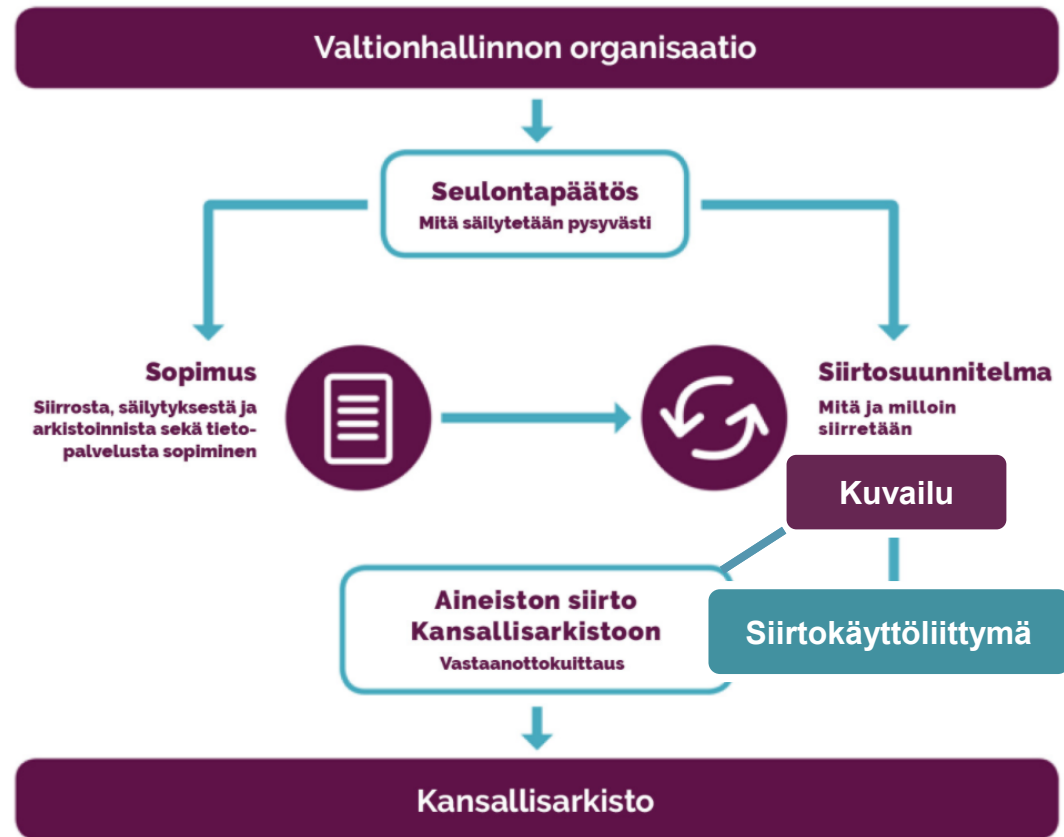 Valtionhallinnon organisaatio
Seulontapäätös
Mitä säilytetään pysyvästi
Sopimus
Siirrosta, säilytyksestä ja
arkistoinnista sekä tieto-
palvelusta sopiminen
Siirtosuunnitelma
Mitä ja milloin
siirretään
Kuvailu
Aineiston siirto
Kansallisarkistoon
Vastaanottokuittaus
Siirtokäyttöliittymä
Kansallisarkisto